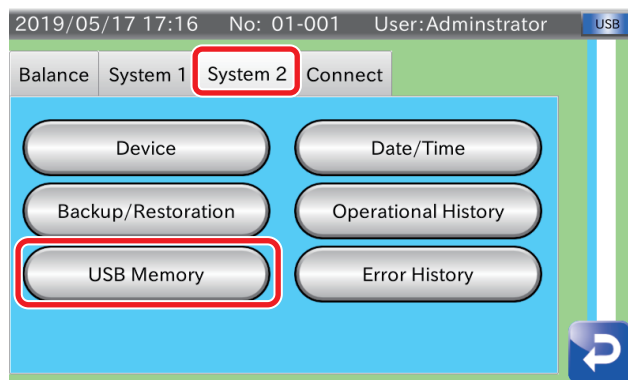 2019/05/17 17:16 No: 01-001 User:Adminstrator USB
Balance System 1 System 2 Connect
Device Date/Time
Backup/Restoration Operational History
USB Memory Error History